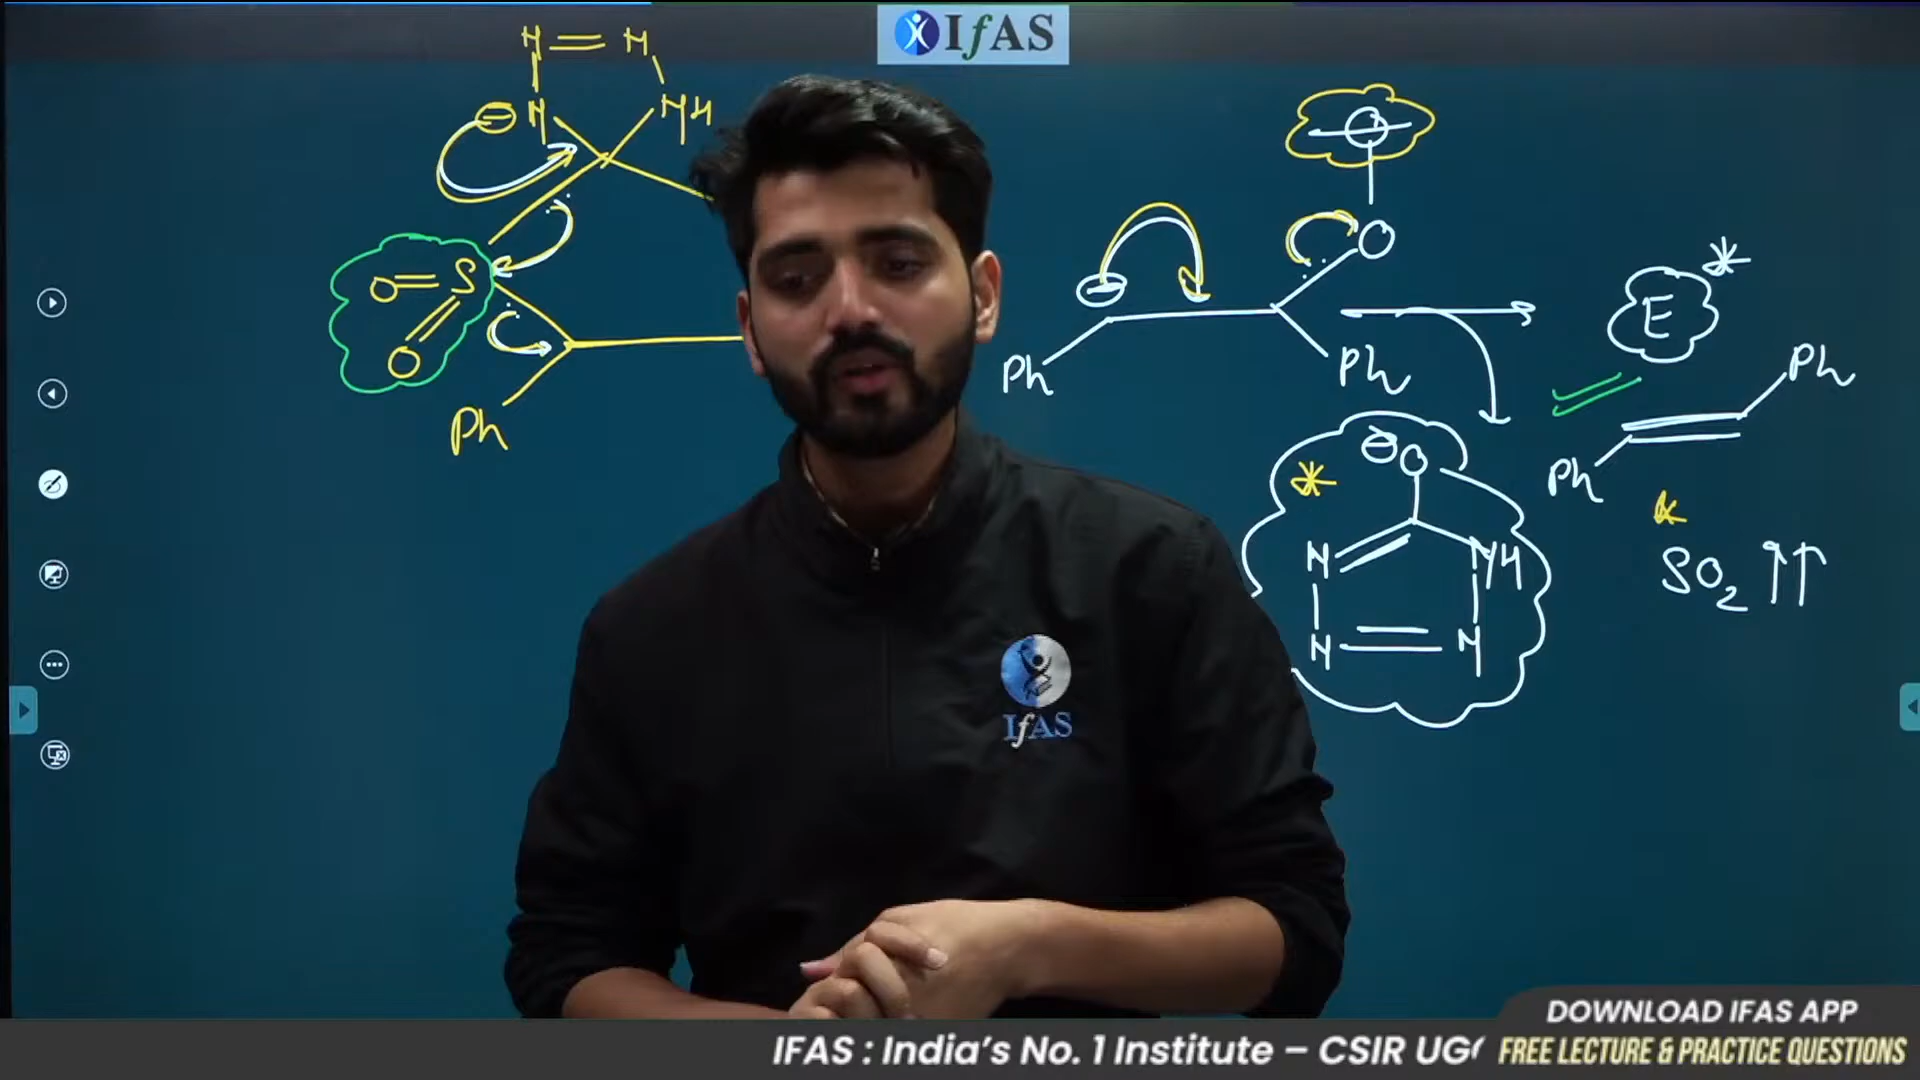 IfAS
N = N
⊖ N
NH
O = S
O
Ph
⊖
O
Ph
Ph
E *
Ph
Ph
*
⊖O
N
NH
N = N
*
SO₂ ↑↑
IfAS
DOWNLOAD IFAS APP
IFAS : India's No. 1 Institute – CSIR UG
FREE LECTURE & PRACTICE QUESTIONS